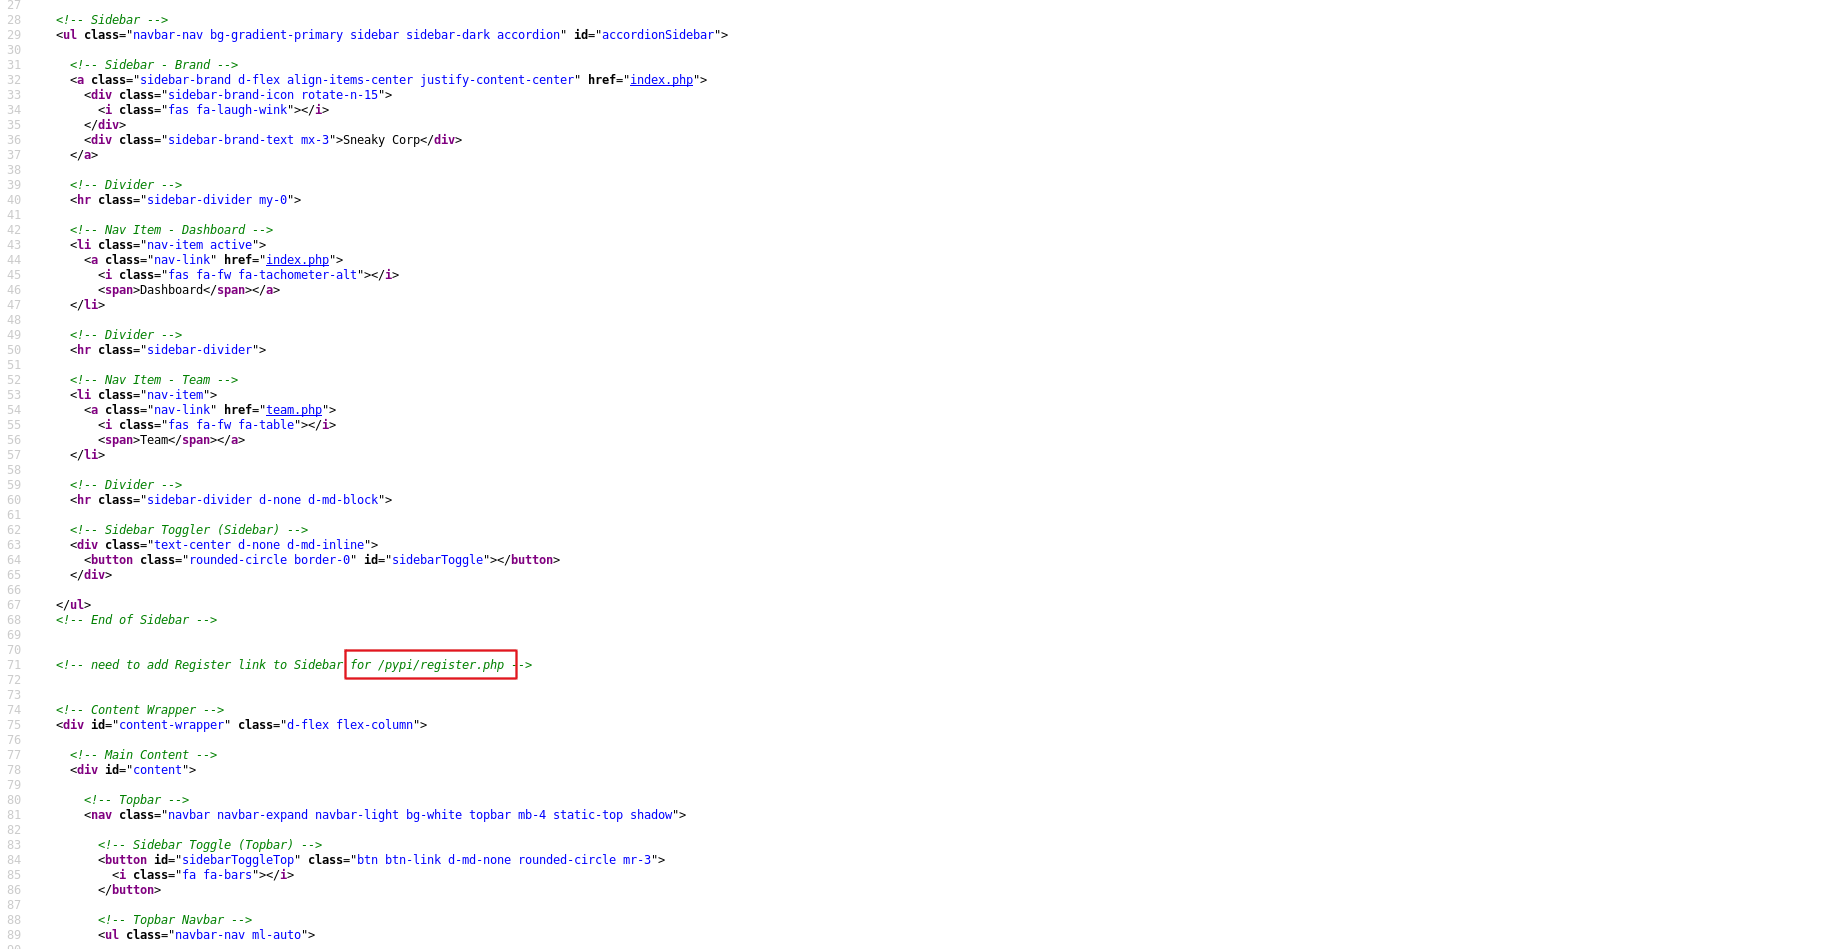 27
28 <!-- Sidebar -->
29 <ul class="navbar-nav bg-gradient-primary sidebar sidebar-dark accordion" id="accordionSidebar">
30
31 <!-- Sidebar - Brand -->
32 <a class="sidebar-brand d-flex align-items-center justify-content-center" href="index.php">
33 <div class="sidebar-brand-icon rotate-n-15">
34 <i class="fas fa-laugh-wink"></i>
35 </div>
36 <div class="sidebar-brand-text mx-3">Sneaky Corp</div>
37 </a>
38
39 <!-- Divider -->
40 <hr class="sidebar-divider my-0">
41
42 <!-- Nav Item - Dashboard -->
43 <li class="nav-item active">
44 <a class="nav-link" href="index.php">
45 <i class="fas fa-fw fa-tachometer-alt"></i>
46 <span>Dashboard</span></a>
47 </li>
48
49 <!-- Divider -->
50 <hr class="sidebar-divider">
51
52 <!-- Nav Item - Team -->
53 <li class="nav-item">
54 <a class="nav-link" href="team.php">
55 <i class="fas fa-fw fa-table"></i>
56 <span>Team</span></a>
57 </li>
58
59 <!-- Divider -->
60 <hr class="sidebar-divider d-none d-md-block">
61
62 <!-- Sidebar Toggler (Sidebar) -->
63 <div class="text-center d-none d-md-inline">
64 <button class="rounded-circle border-0" id="sidebarToggle"></button>
65 </div>
66
67 </ul>
68 <!-- End of Sidebar -->
69
70
71 <!-- need to add Register link to Sidebar for /pypi/register.php -->
72
73
74 <!-- Content Wrapper -->
75 <div id="content-wrapper" class="d-flex flex-column">
76
77 <!-- Main Content -->
78 <div id="content">
79
80 <!-- Topbar -->
81 <nav class="navbar navbar-expand navbar-light bg-white topbar mb-4 static-top shadow">
82
83 <!-- Sidebar Toggle (Topbar) -->
84 <button id="sidebarToggleTop" class="btn btn-link d-md-none rounded-circle mr-3">
85 <i class="fa fa-bars"></i>
86 </button>
87
88 <!-- Topbar Navbar -->
89 <ul class="navbar-nav ml-auto">